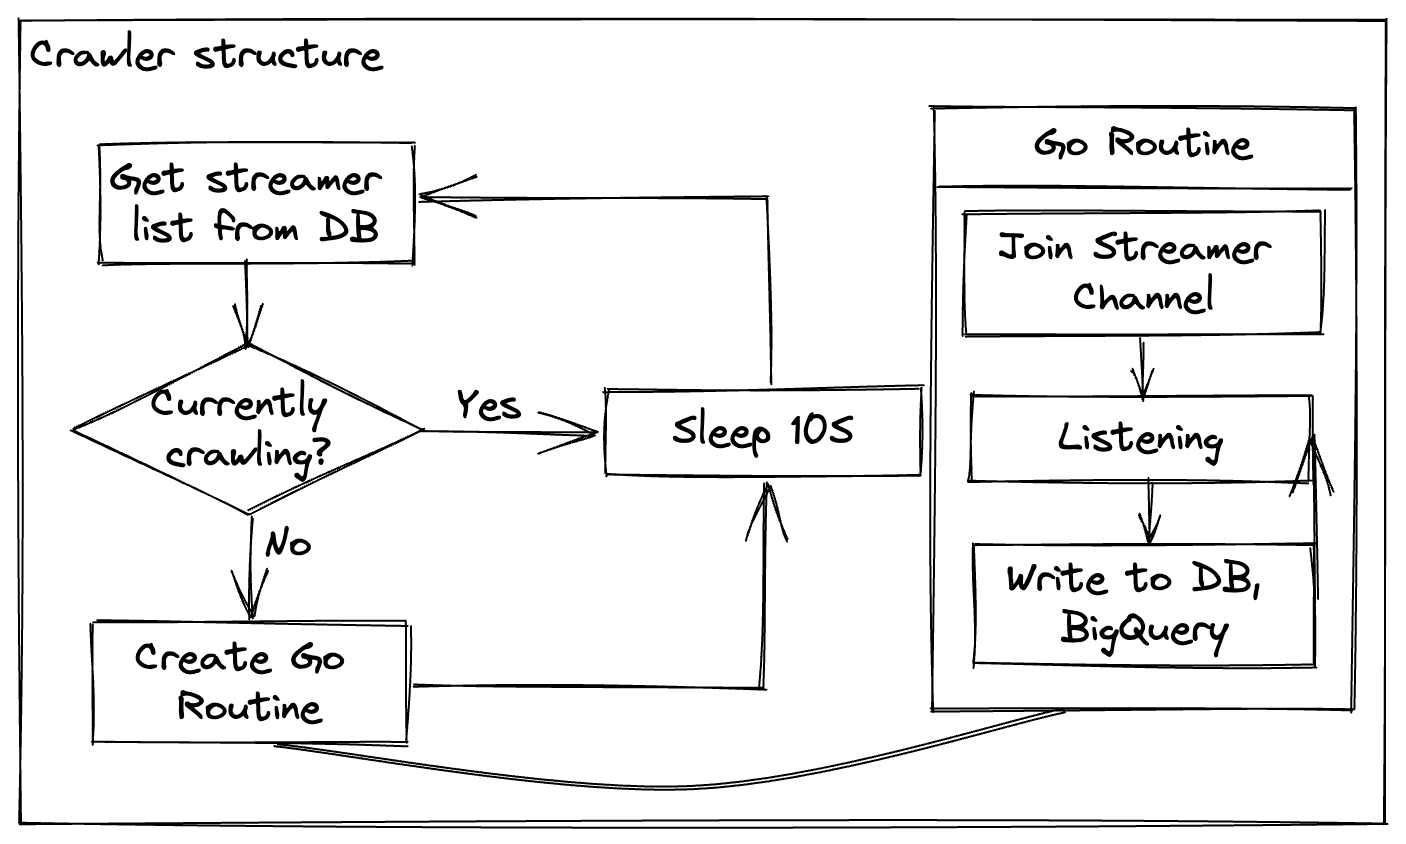 Crawler structure
Get streamer
list from DB
Currently
crawling?
Yes
No
Create Go
Routine
Sleep 10S
Go Routine
Join Streamer
Channel
Listening
Write to DB,
BigQuery